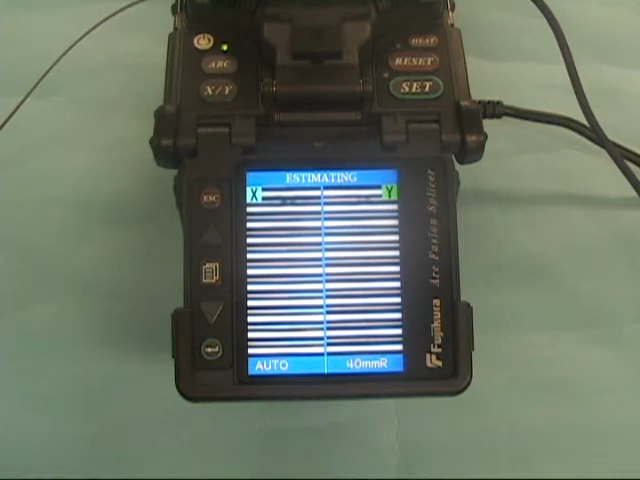 HEAT
ARC
RESET
X/Y
SET
ESTIMATING
X
Y
ESC
AUTO
40mmR
Fujikura Arc Fusion Splicer